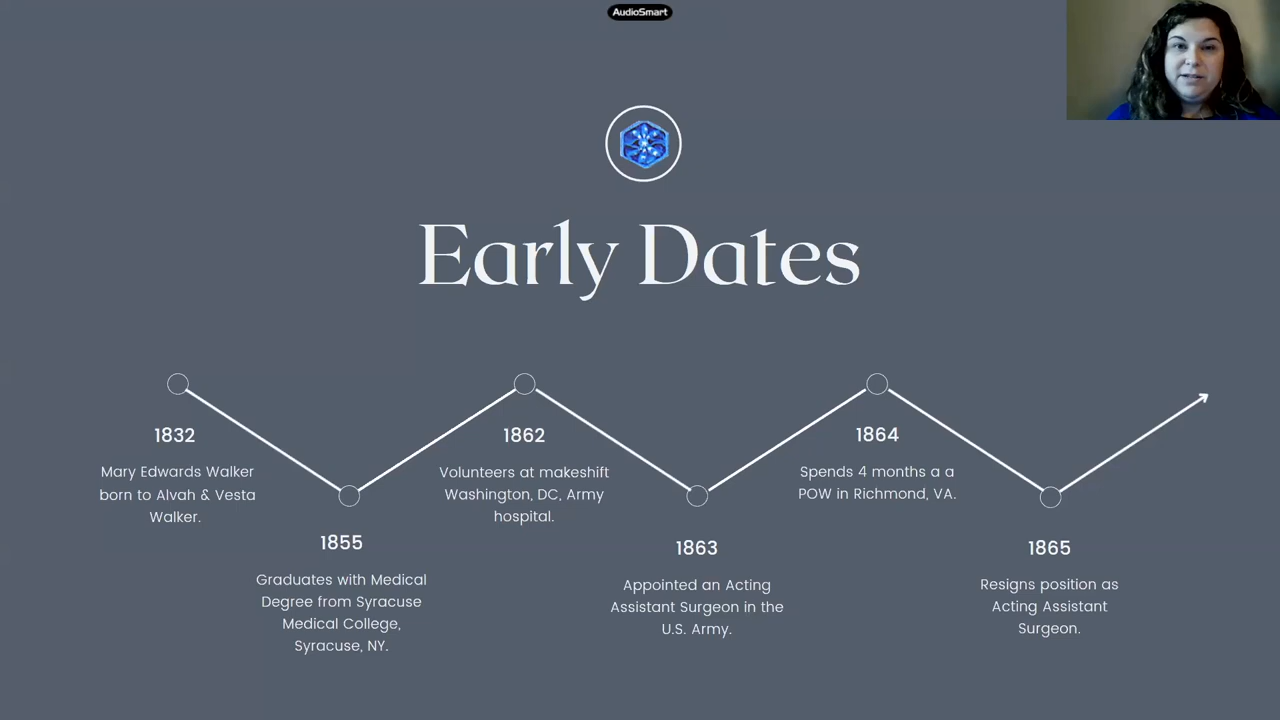 AudioSmart
Early Dates
1832
Mary Edwards Walker
born to Alvah & Vesta
Walker.
1855
Graduates with Medical
Degree from Syracuse
Medical College,
Syracuse, NY.
1862
Volunteers at makeshift
Washington, DC, Army
hospital.
1863
Appointed an Acting
Assistant Surgeon in the
U.S. Army.
1864
Spends 4 months a a
POW in Richmond, VA.
1865
Resigns position as
Acting Assistant
Surgeon.